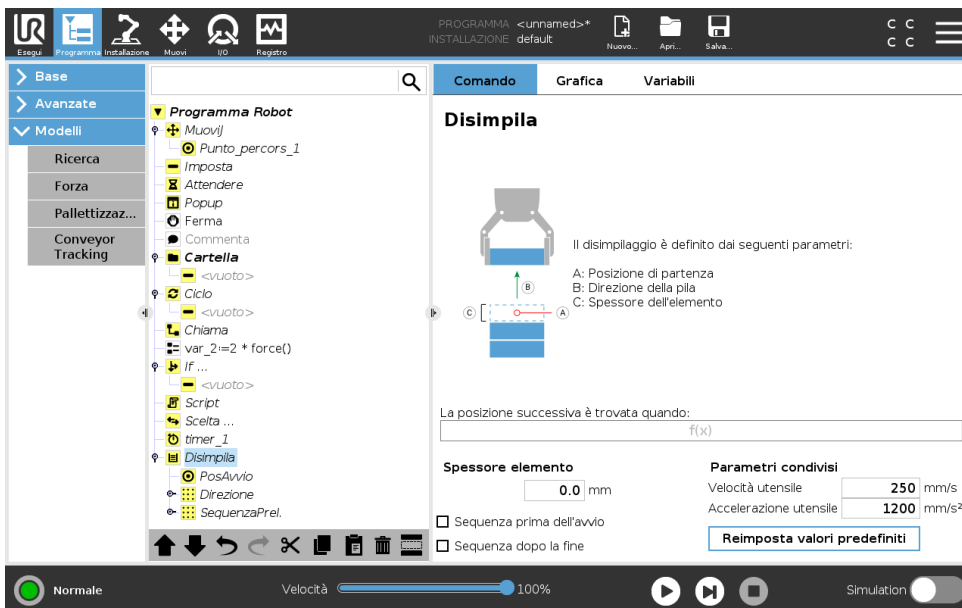 PROGRAMMA <unnamed>*
INSTALLAZIONE default
Esegui
Programma
Installazione
Muovi
I/O
Registro
Nuovo...
Apri...
Salva...
C C
C C
Base
Avanzate
Modelli
Ricerca
Forza
Pallettizzaz...
Conveyor
Tracking
Programma Robot
MuoviJ
Punto_percors_1
Imposta
Attendere
Popup
Ferma
Commenta
Cartella
<vuoto>
Ciclo
<vuoto>
Chiama
var_2:=2 * force()
If ...
<vuoto>
Script
Scelta ...
timer_1
Disimpila
PosAvvio
Direzione
SequenzaPrel.
Comando
Grafica
Variabili
Disimpila
B
C
A
Il disimpilaggio è definito dai seguenti parametri:
A: Posizione di partenza
B: Direzione della pila
C: Spessore dell'elemento
La posizione successiva è trovata quando:
f(x)
Spessore elemento
0.0 mm
Sequenza prima dell'avvio
Sequenza dopo la fine
Parametri condivisi
Velocità utensile 250 mm/s
Accelerazione utensile 1200 mm/s²
Reimposta valori predefiniti
Normale
Velocità 100%
Simulation